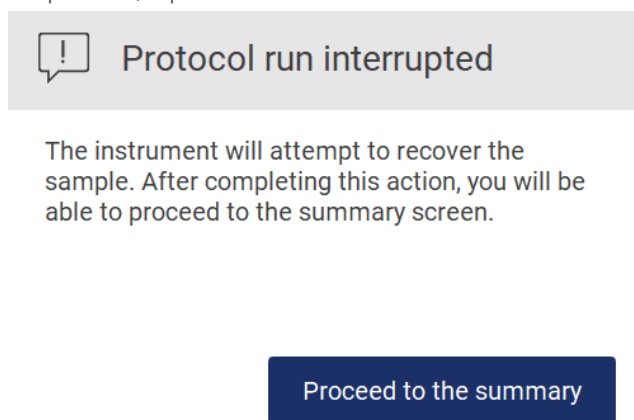 Protocol run interrupted
The instrument will attempt to recover the
sample. After completing this action, you will be
able to proceed to the summary screen.
Proceed to the summary